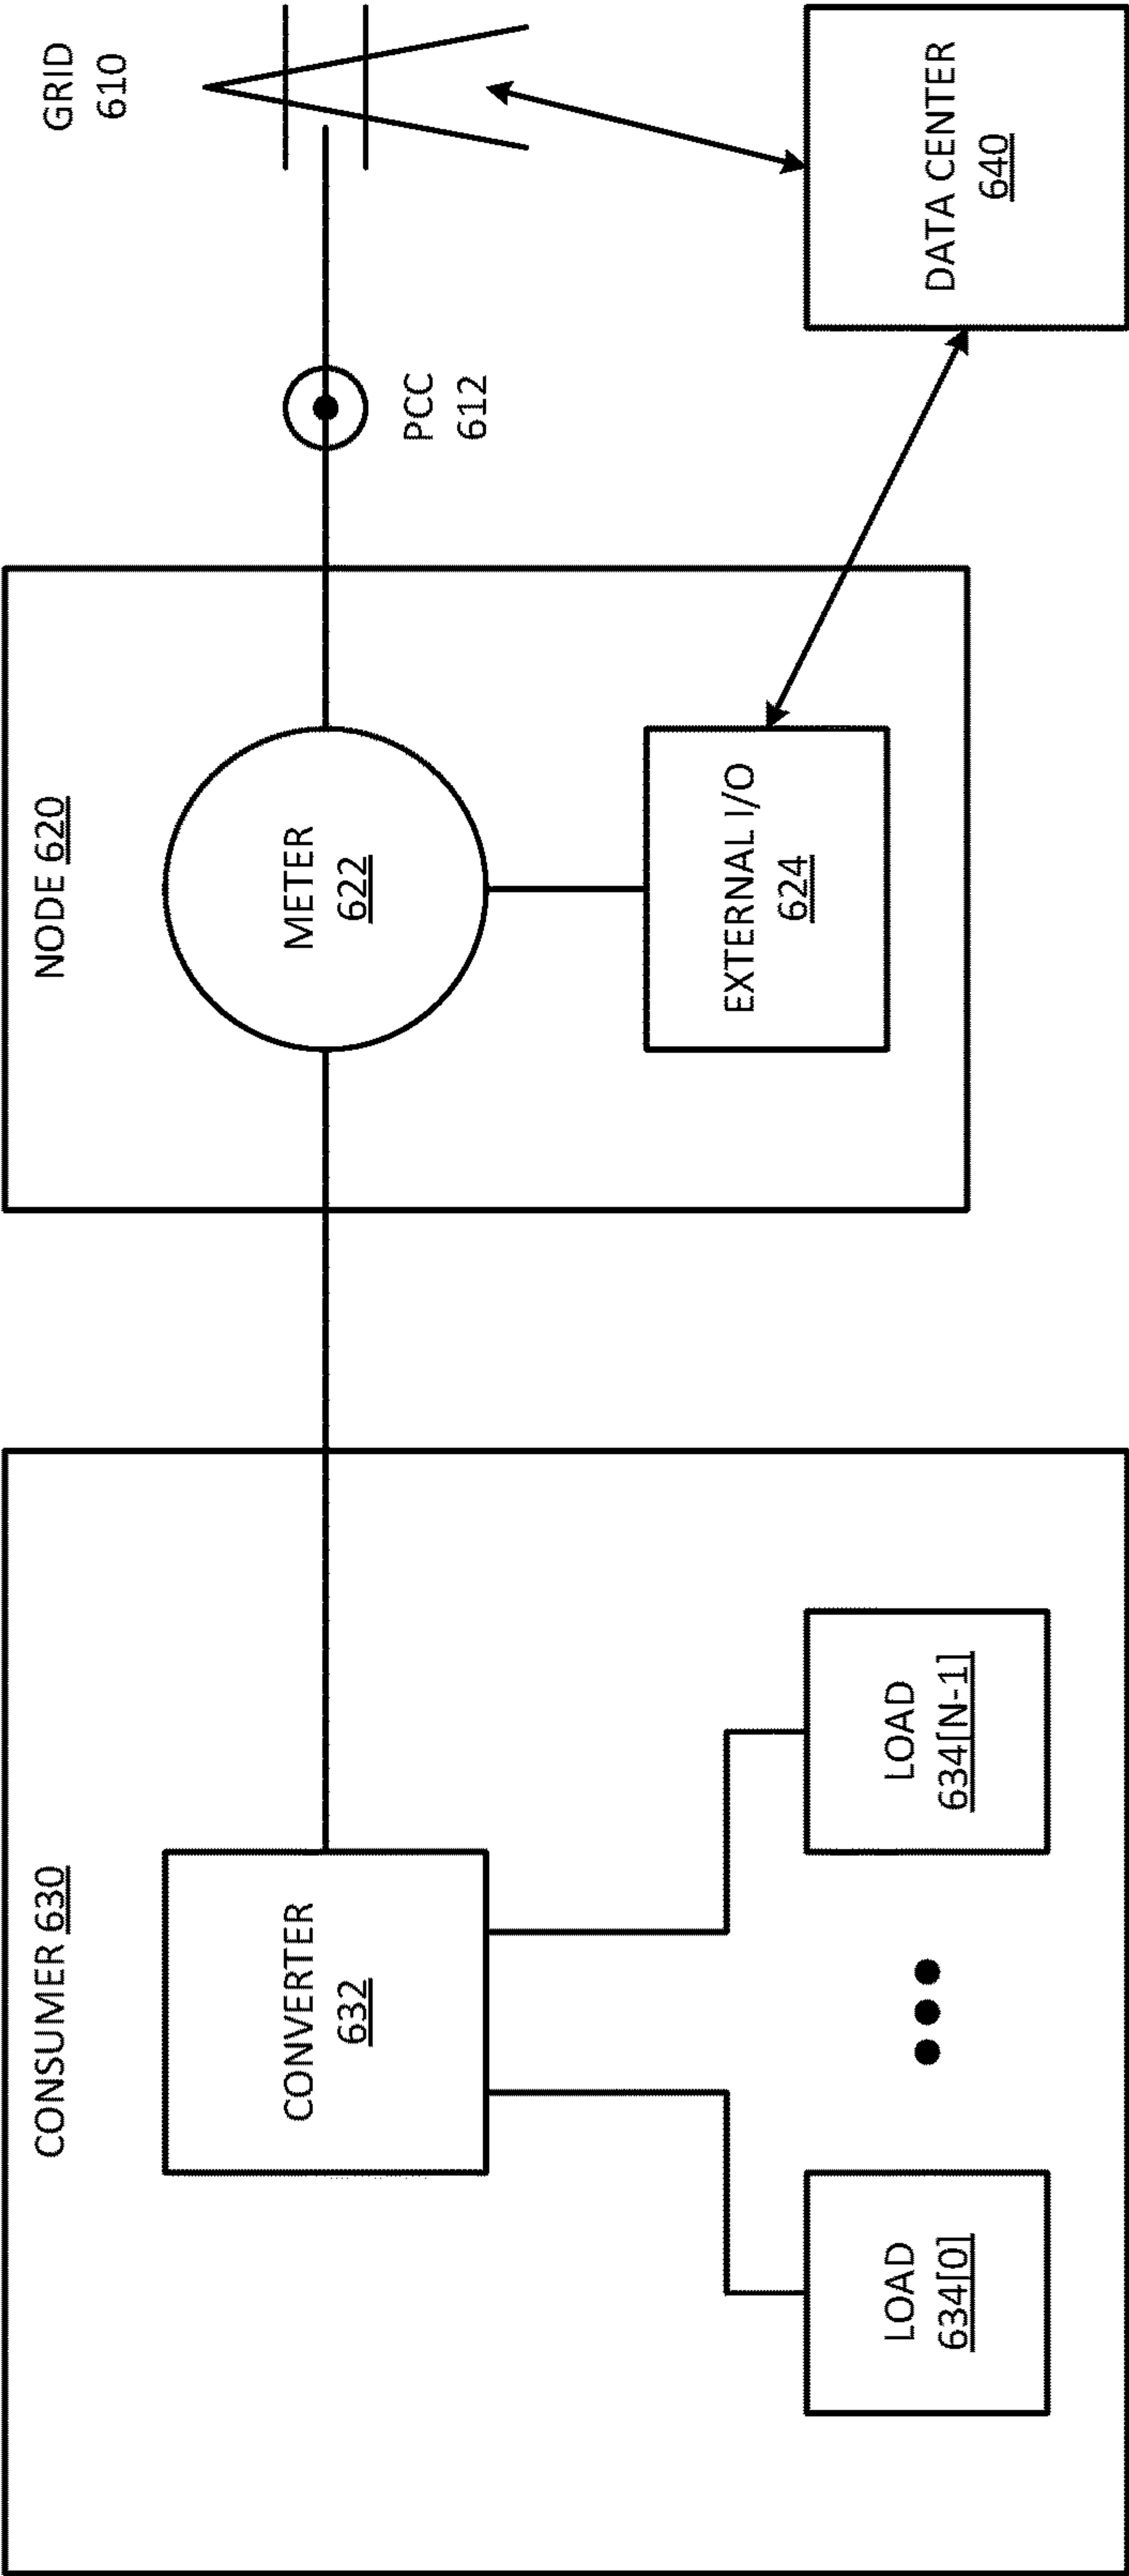 CONSUMER 630
CONVERTER
632
LOAD
634[0]
LOAD
634[N-1]
NODE 620
METER
622
EXTERNAL I/O
624
PCC
612
GRID
610
DATA CENTER
640